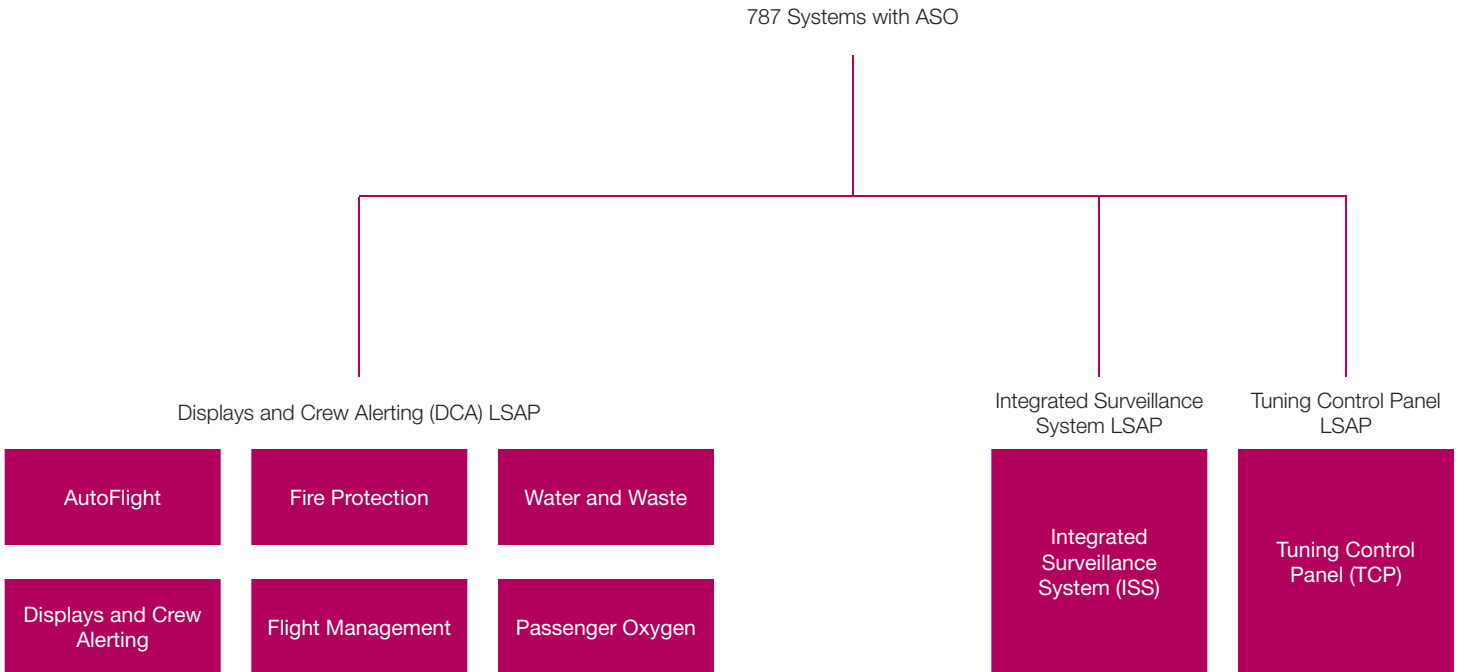 787 Systems with ASO
Displays and Crew Alerting (DCA) LSAP
Integrated Surveillance
System LSAP
Tuning Control Panel
LSAP
AutoFlight
Fire Protection
Water and Waste
Displays and Crew
Alerting
Flight Management
Passenger Oxygen
Integrated
Surveillance
System (ISS)
Tuning Control
Panel (TCP)